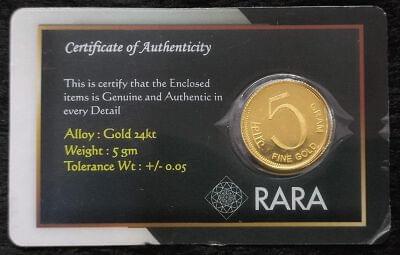 Certificate of Authenticity
This is certify that the Enclosed
items is Genuine and Authentic in
every Detail
Alloy : Gold 24kt
Weight : 5 gm
Tolerance Wt : +/- 0.05
5
GRAM
FINE GOLD
RARA